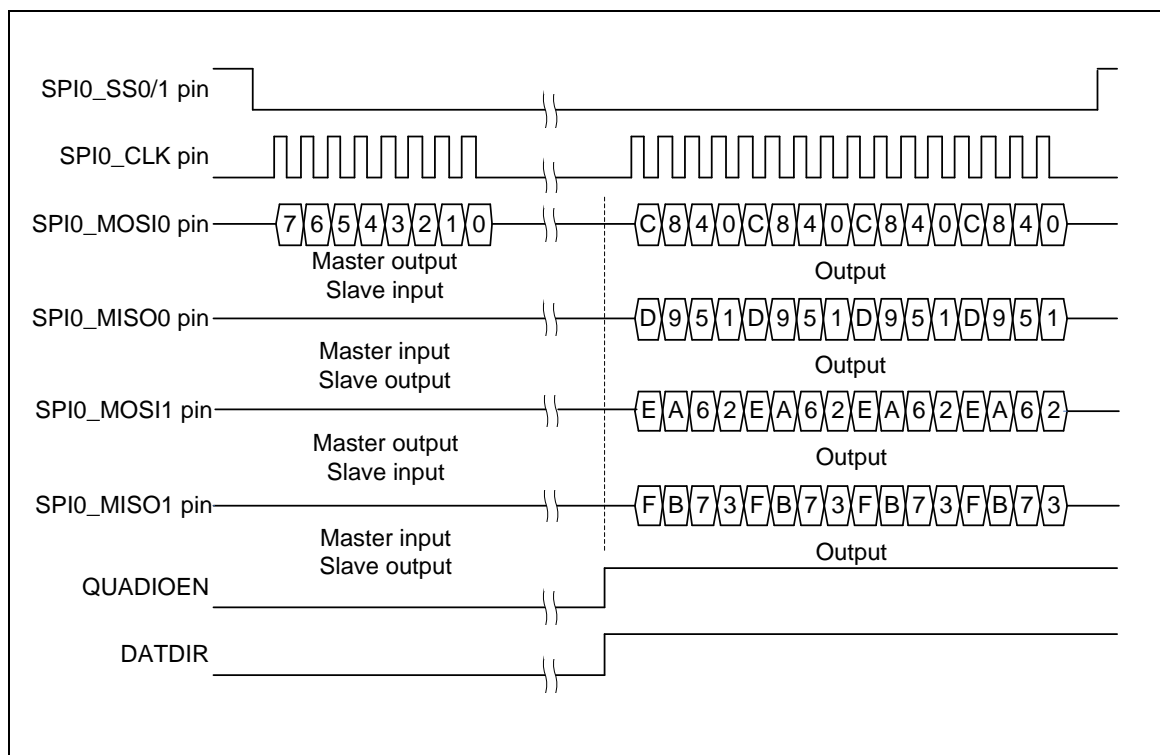 SPI0_SS0/1 pin
SPI0_CLK pin
SPI0_MOSI0 pin 7 6 5 4 3 2 1 0 C 8 4 0 C 8 4 0 C 8 4 0 C 8 4 0
Master output Output
Slave input
SPI0_MISO0 pin D 9 5 1 D 9 5 1 D 9 5 1 D 9 5 1
Master input Output
Slave output
SPI0_MOSI1 pin E A 6 2 E A 6 2 E A 6 2 E A 6 2
Master output Output
Slave input
SPI0_MISO1 pin F B 7 3 F B 7 3 F B 7 3 F B 7 3
Master input Output
Slave output
QUADIOEN
DATDIR